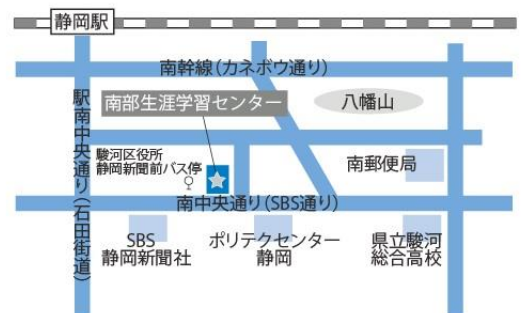 静岡駅
南幹線(カネボウ通り)
南部生涯学習センター
八幡山
駅南中央通り(石田街道)
駿河区役所
静岡新聞前バス停
南郵便局
南中央通り(SBS通り)
SBS
静岡新聞社
ポリテクセンター
静岡
県立駿河
総合高校